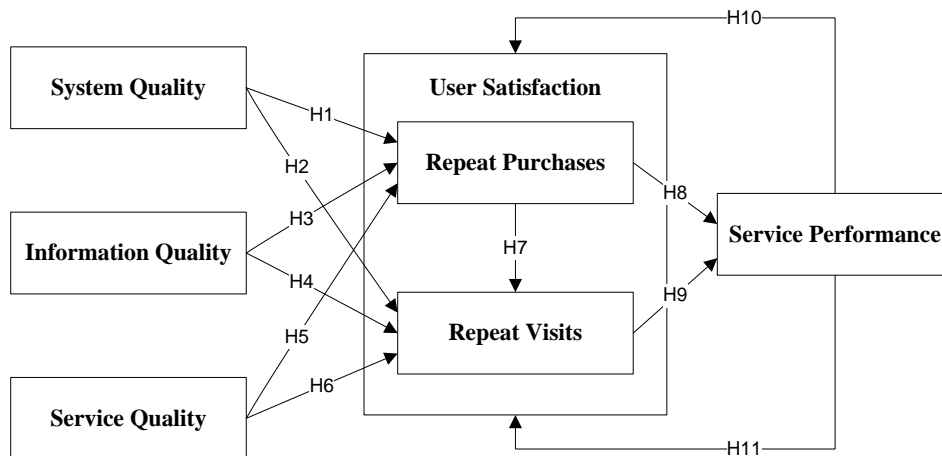 H10
System Quality
User Satisfaction
H1
Repeat Purchases
H2
H8
H3
Information Quality
Service Performance
H7
H4
H9
Repeat Visits
H5
H6
Service Quality
H11